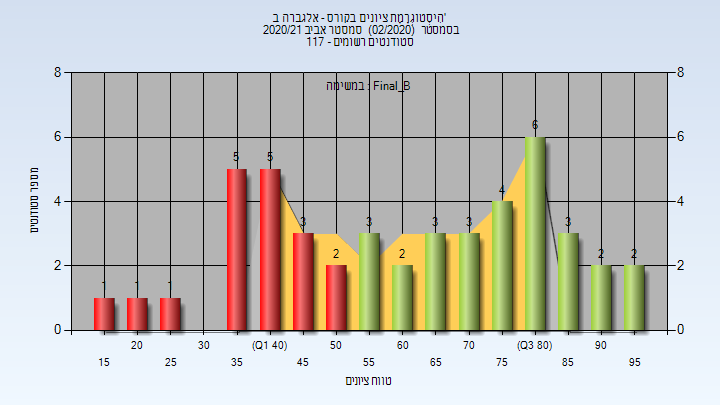 היסטוגרמת ציונים בקורס - אלגברה ב'
בסמסטר (02/2020) סמסטר אביב 2020/21
סטודנטים רשומים - 117
במשימה : Final_B
מספר סטודנטים
8 8
6 6
4 4
2 2
0 0
1 1 1 5 5 3 2 3 2 3 3 4 6 3 2 2
20 30 (Q1 40) 50 60 70 (Q3 80) 90
15 25 35 45 55 65 75 85 95
טווח ציונים